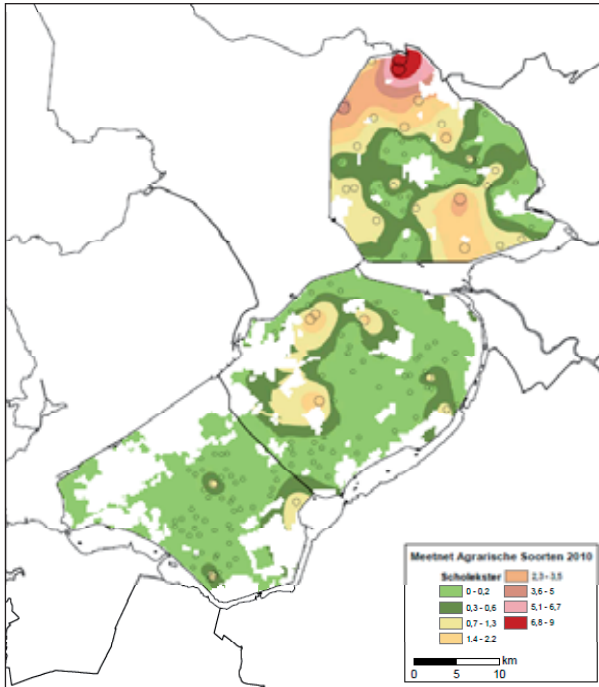 Meetnet Agrarische Soorten 2010
Scholekster
0 - 0,2
0,3 - 0,6
0,7 - 1,3
1.4 - 2.2
2,3 - 3,5
3,6 - 5
5,1 - 6,7
6,8 - 9
km
0 5 10